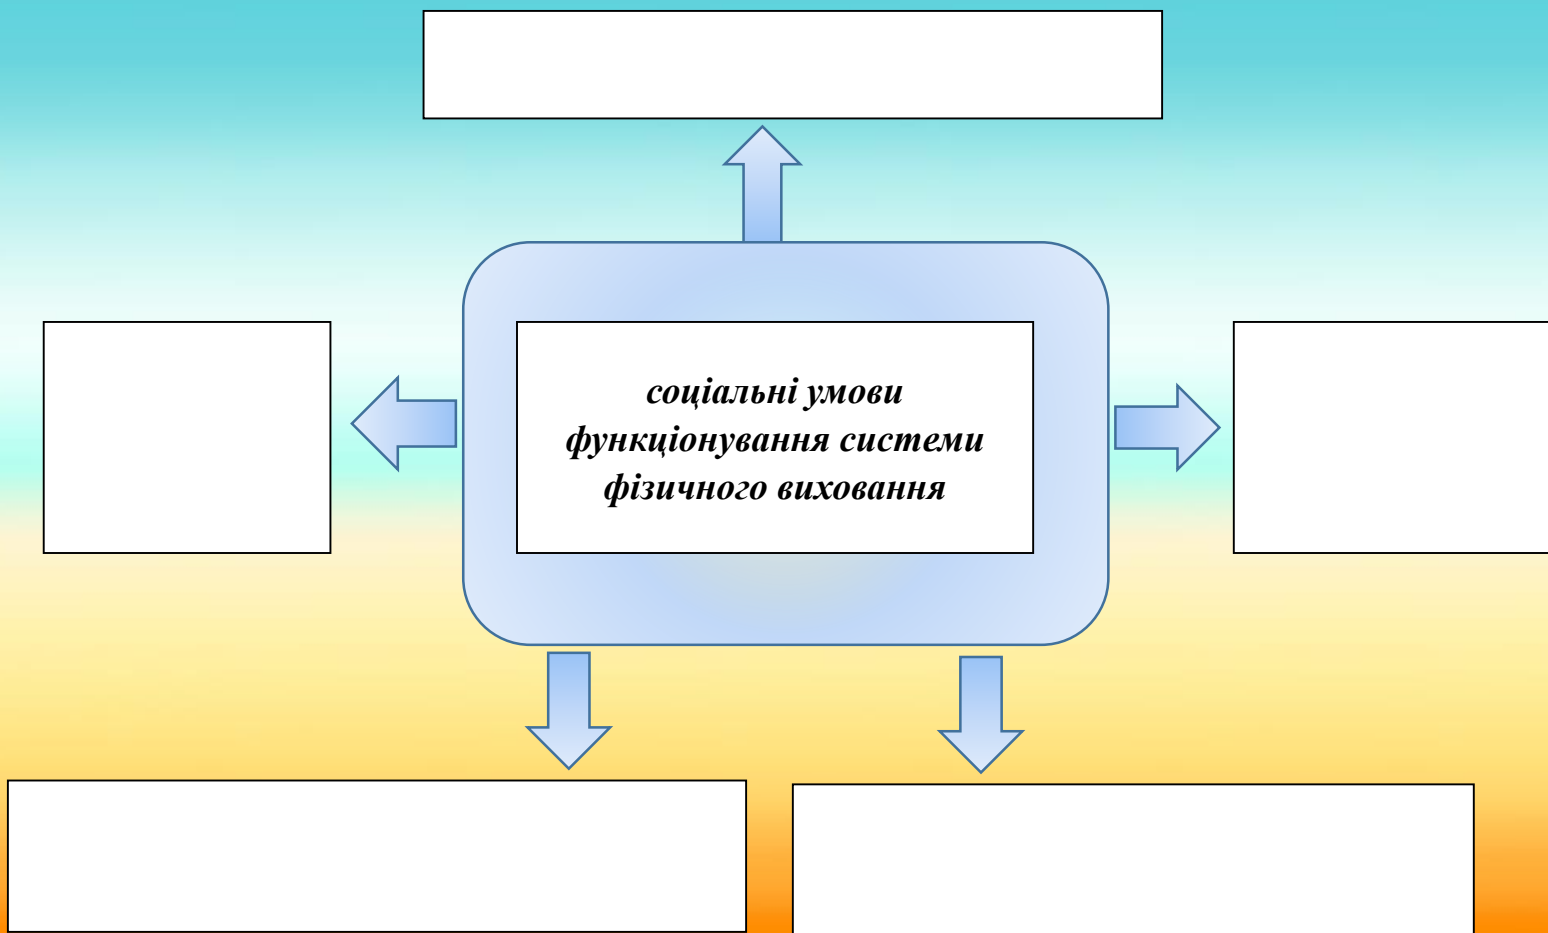 соціальні умови
функціонування системи
фізичного виховання